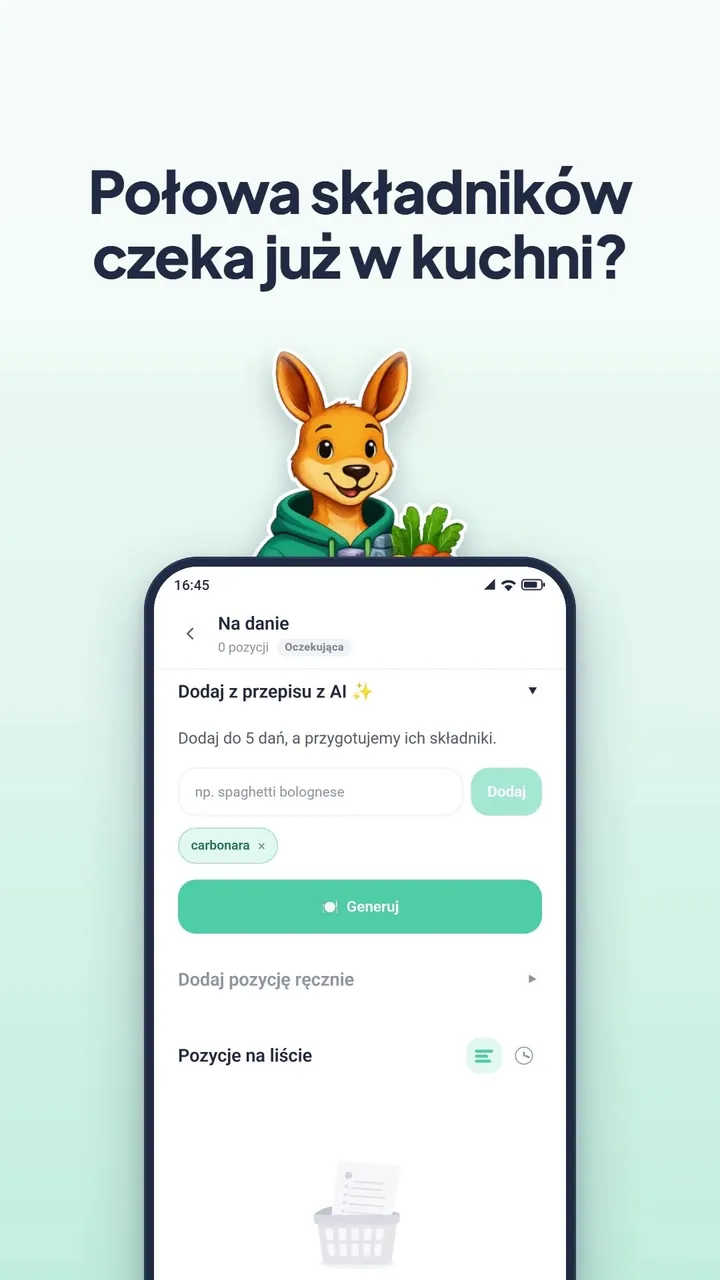 Połowa składników
czeka już w kuchni?
16:45
Na danie
0 pozycji Oczekująca
Dodaj z przepisu z AI ✨
Dodaj do 5 dań, a przygotujemy ich składniki.
np. spaghetti bolognese
Dodaj
carbonara ×
🍽 Generuj
Dodaj pozycję ręcznie
Pozycje na liście